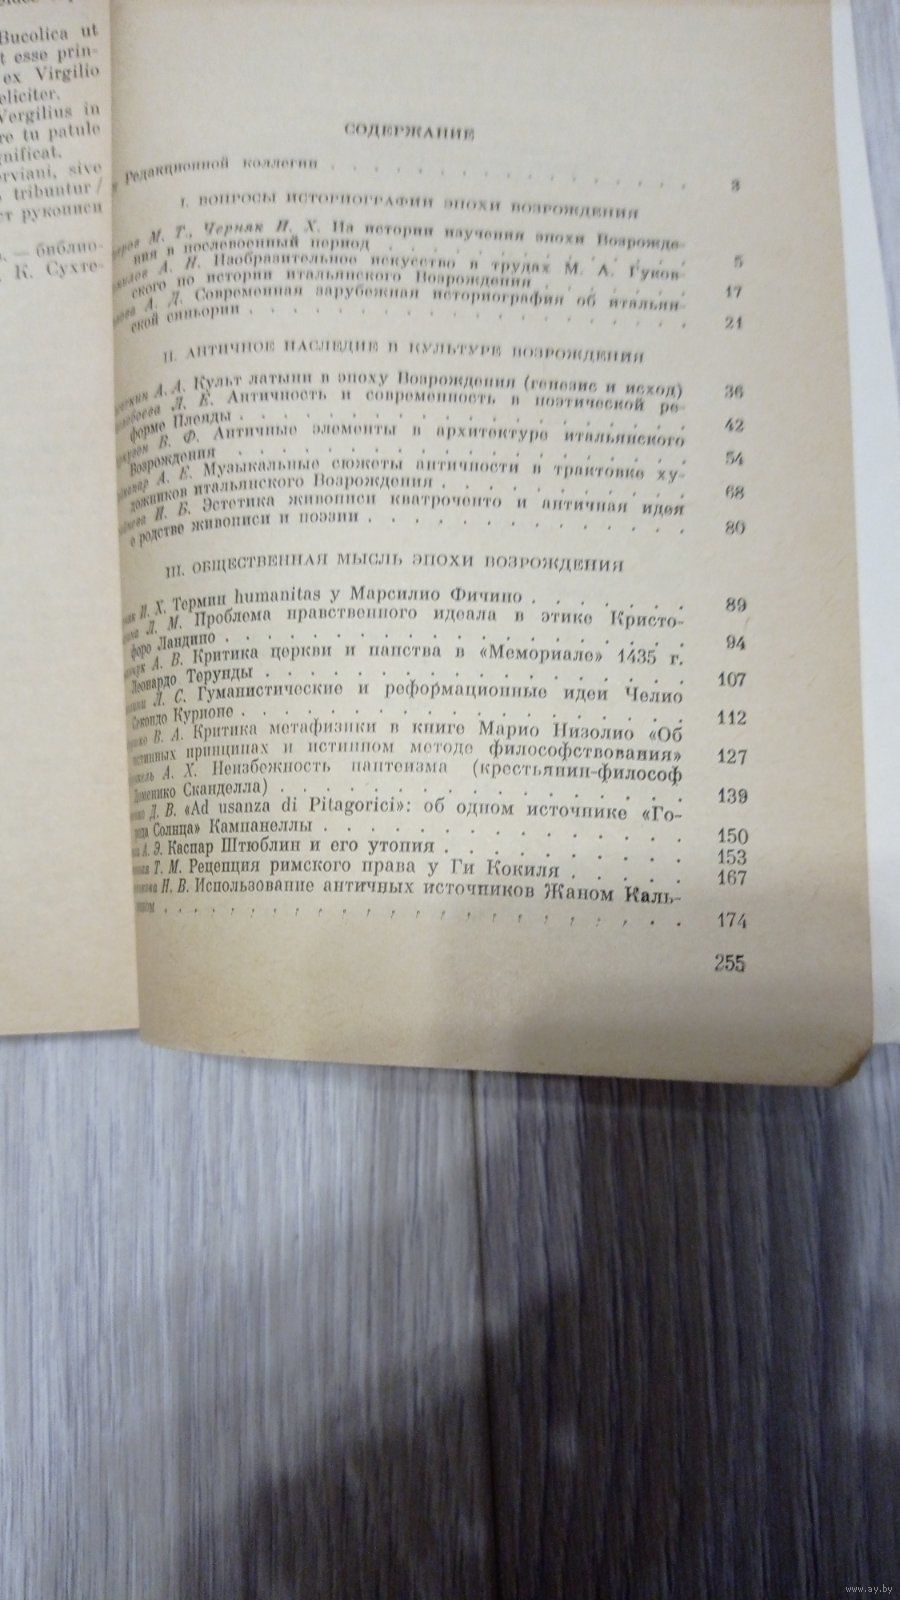 Bucolica ut
t esse prin-
ex Virgilio
eliciter.
Vergilius in
re tu patule
gnificat.
erviani, sive
tribuntur/
ст рукописи
— библио-
К. Сухте-
СОДЕРЖАНИЕ
редакционной коллегии . . . . . . . . . . . . . . . . . 3
I. ВОПРОСЫ ИСТОРИОГРАФИИ ЭПОХИ ВОЗРОЖДЕНИЯ
М. Т., Черняк И. Х. Из истории изучения эпохи Возрожде-
ния в послевоенный период . . . . . . . . . . . . . 5
А. Н. Изобразительное искусство в трудах М. А. Гуков-
ского по истории итальянского Возрождения . . . . . . 17
А. Д. Современная зарубежная историография об итальян-
ской синьории . . . . . . . . . . . . . . . . . 21
II. АНТИЧНОЕ НАСЛЕДИЕ В КУЛЬТУРЕ ВОЗРОЖДЕНИЯ
А. А. Культ латыни в эпоху Возрождения (генезис и исход) 36
Л. Е. Античность и современность в поэтической ре-
форме Плеяды . . . . . . . . . . . . . . . . . 42
В. Ф. Античные элементы в архитектуре итальянского
Возрождения . . . . . . . . . . . . . . . . . 54
А. Е. Музыкальные сюжеты античности в трактовке ху-
дожников итальянского Возрождения . . . . . . . . . . 68
И. Е. Эстетика живописи кватроченто и античная идея
о родстве живописи и поэзии . . . . . . . . . . . . . 80
III. ОБЩЕСТВЕННАЯ МЫСЛЬ ЭПОХИ ВОЗРОЖДЕНИЯ
И. Х. Термин humanitas у Марсилио Фичино . . . . . . 89
Л. М. Проблема нравственного идеала в этике Кристо-
форо Ландино . . . . . . . . . . . . . . . . . 94
А. В. Критика церкви и папства в «Мемориале» 1435 г.
Леонардо Терунды . . . . . . . . . . . . . . . . 107
Л. С. Гуманистические и реформационные идеи Челио
Секондо Курионе . . . . . . . . . . . . . . . . 112
В. А. Критика метафизики в книге Марио Низолио «Об
истинных принципах и истинном методе философствования» 127
А. Х. Неизбежность пантеизма (крестьянин-философ
Доменико Сканделла) . . . . . . . . . . . . . . . 139
Д. В. «Ad usanza di Pitagorici»: об одном источнике «Го-
рода Солнца» Кампанеллы . . . . . . . . . . . . . 150
А. Э. Каспар Штюблин и его утопия . . . . . . . . . 153
Т. М. Рецепция римского права у Ги Кокиля . . . . . 167
Н. В. Использование античных источников Жаном Каль-
вином . . . . . . . . . . . . . . . . . . . . 174
255
www.ay.by